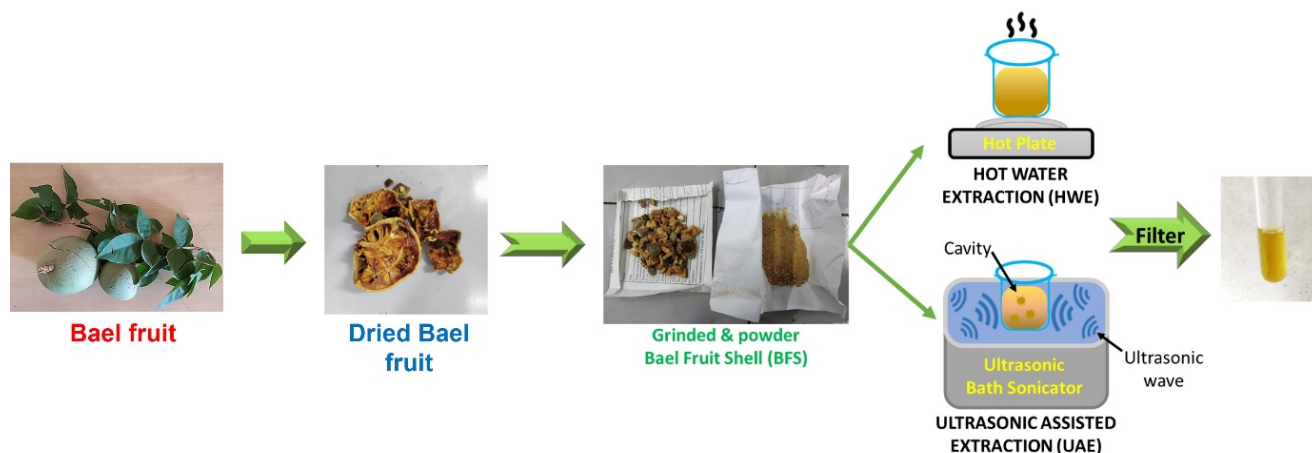 Bael fruit
Dried Bael
fruit
Grinded & powder
Bael Fruit Shell (BFS)
Hot Plate
HOT WATER
EXTRACTION (HWE)
Cavity
Ultrasonic
Bath Sonicator
Ultrasonic
wave
ULTRASONIC ASSISTED
EXTRACTION (UAE)
Filter